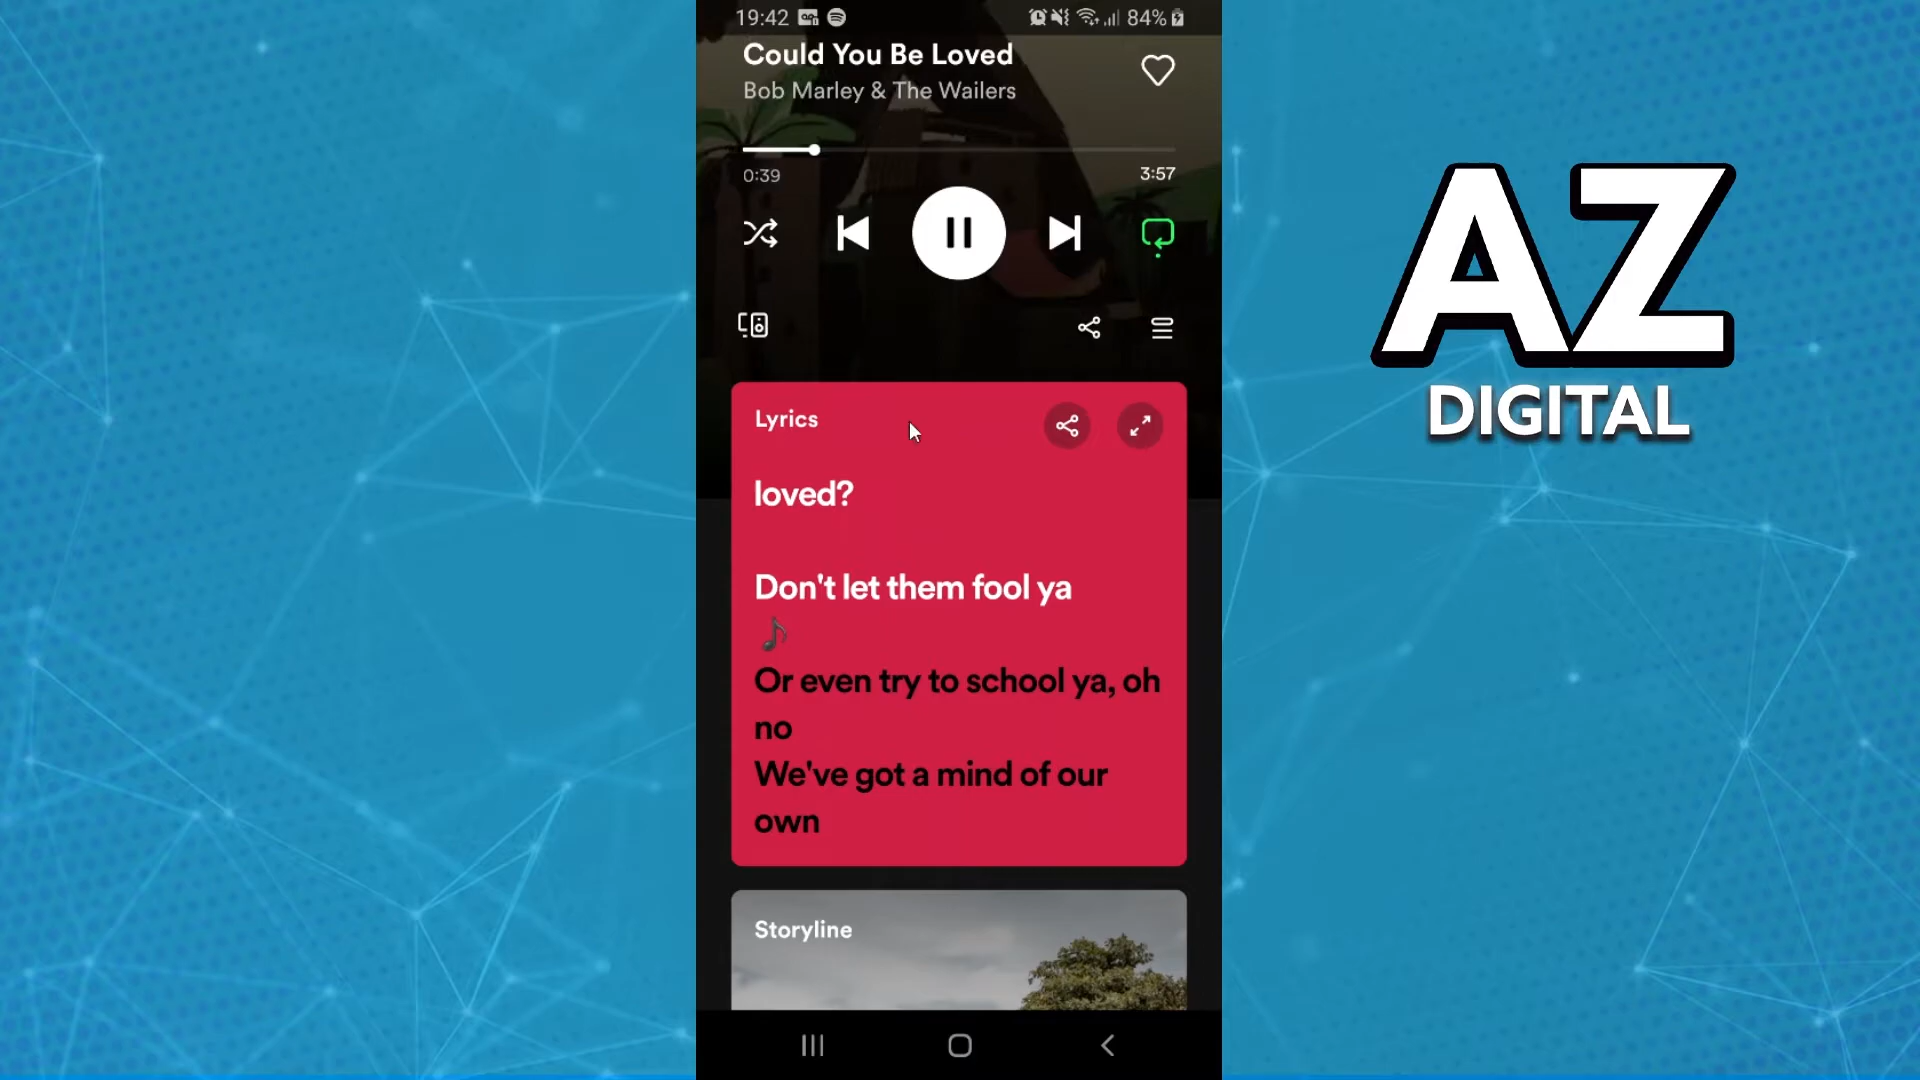 19:42
84%
Could You Be Loved
Bob Marley & The Wailers
0:39
3:57
Lyrics
loved?
Don't let them fool ya
♪
Or even try to school ya, oh
no
We've got a mind of our
own
Storyline
AZ
DIGITAL